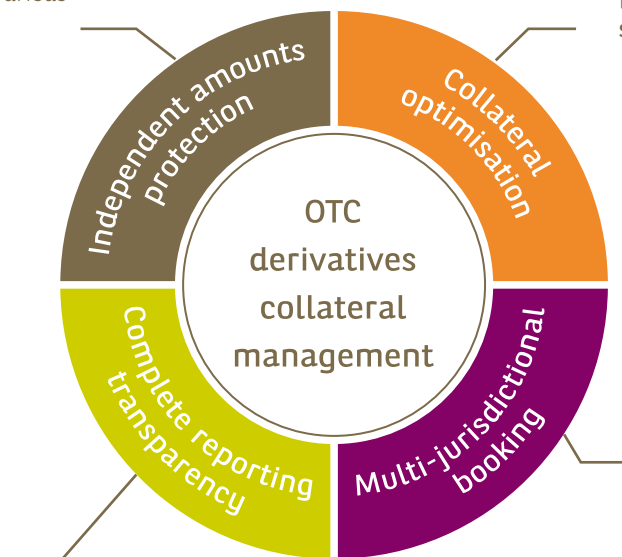 Independent amounts
protection
Collateral
optimisation
OTC
derivatives
collateral
management
Complete reporting
transparency
Multi-jurisdictional
booking